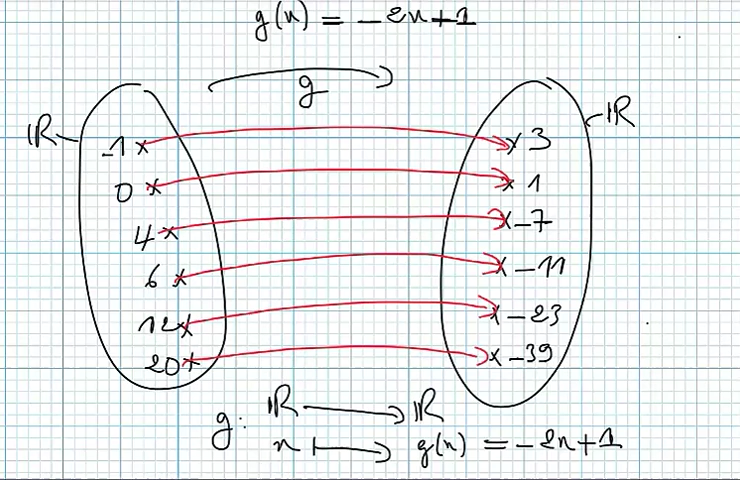 g(x) = -2x+1
g
ℝ ℝ
-1 × × 3
0 × × 1
4 × × -7
6 × × -11
12 × × -23
20 × × -39
g: ℝ ⟶ ℝ
x ⟼ g(x) = -2x+1